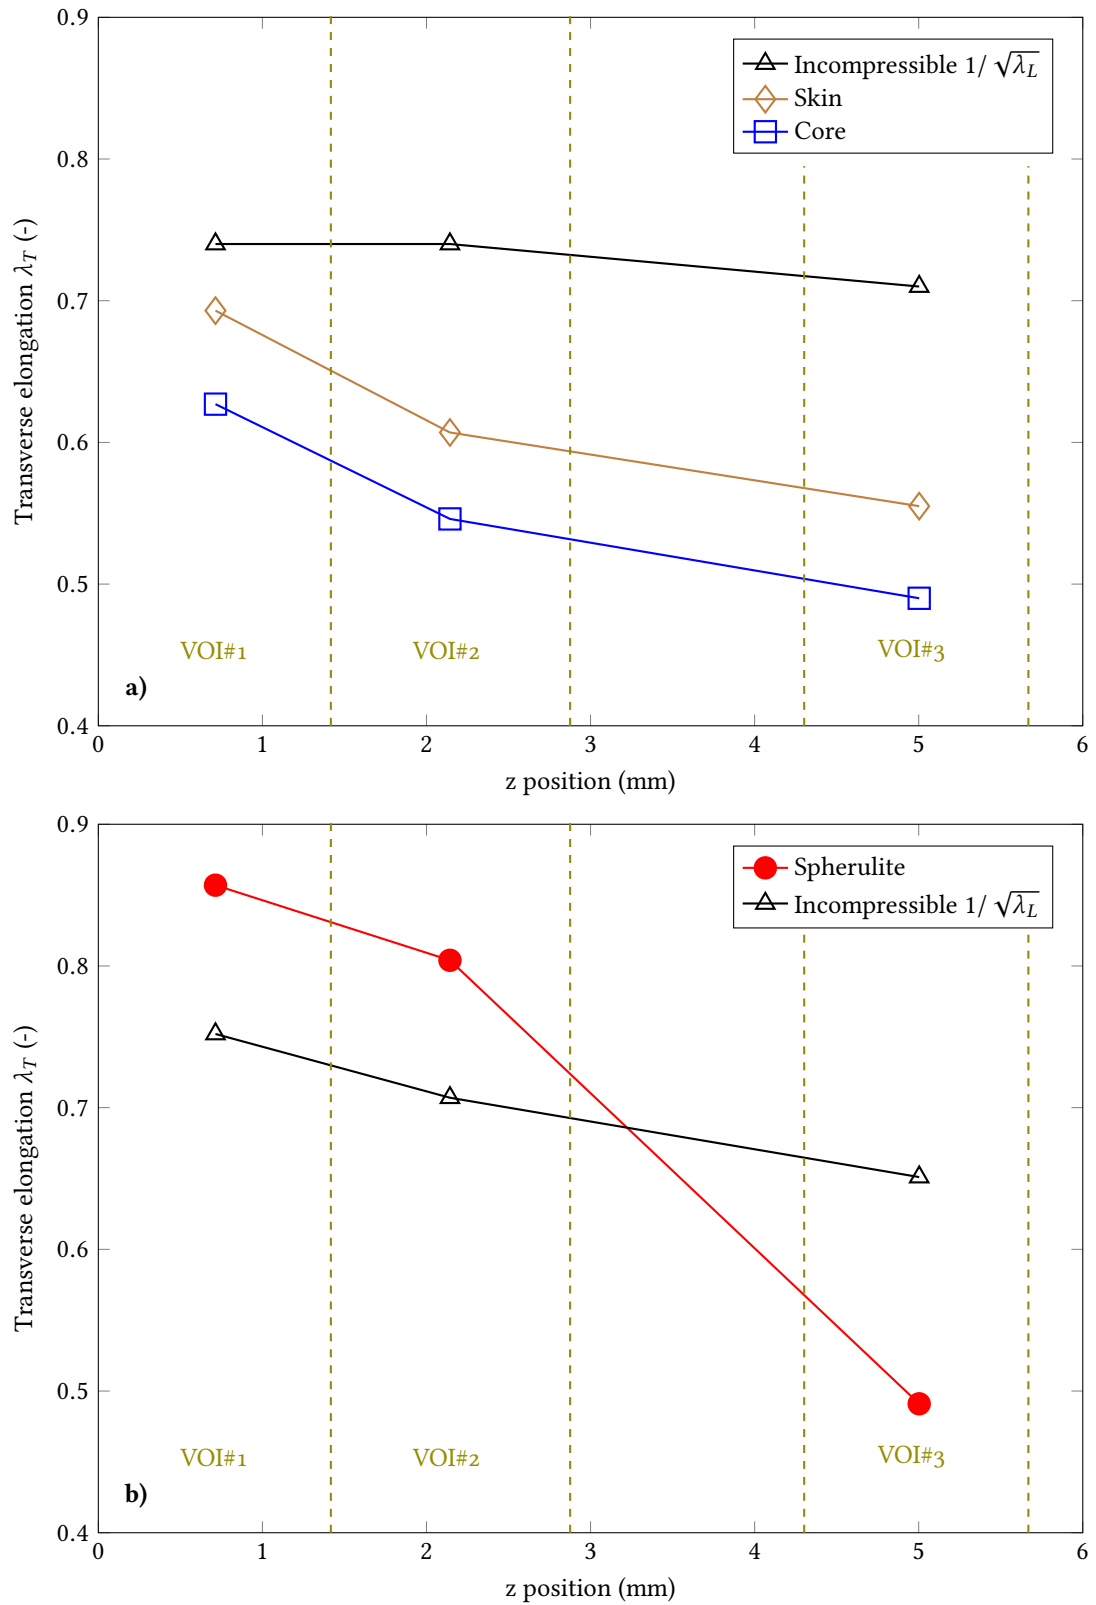 0.9
Incompressible 1/√λ_L
Skin
Core
0.8
0.7
0.6
0.5
0.4
Transverse elongation λ_T (-)
VOI#1 VOI#2 VOI#3
a)
0 1 2 3 4 5 6
z position (mm)
0.9
Spherulite
Incompressible 1/√λ_L
0.8
0.7
0.6
0.5
0.4
Transverse elongation λ_T (-)
VOI#1 VOI#2 VOI#3
b)
0 1 2 3 4 5 6
z position (mm)